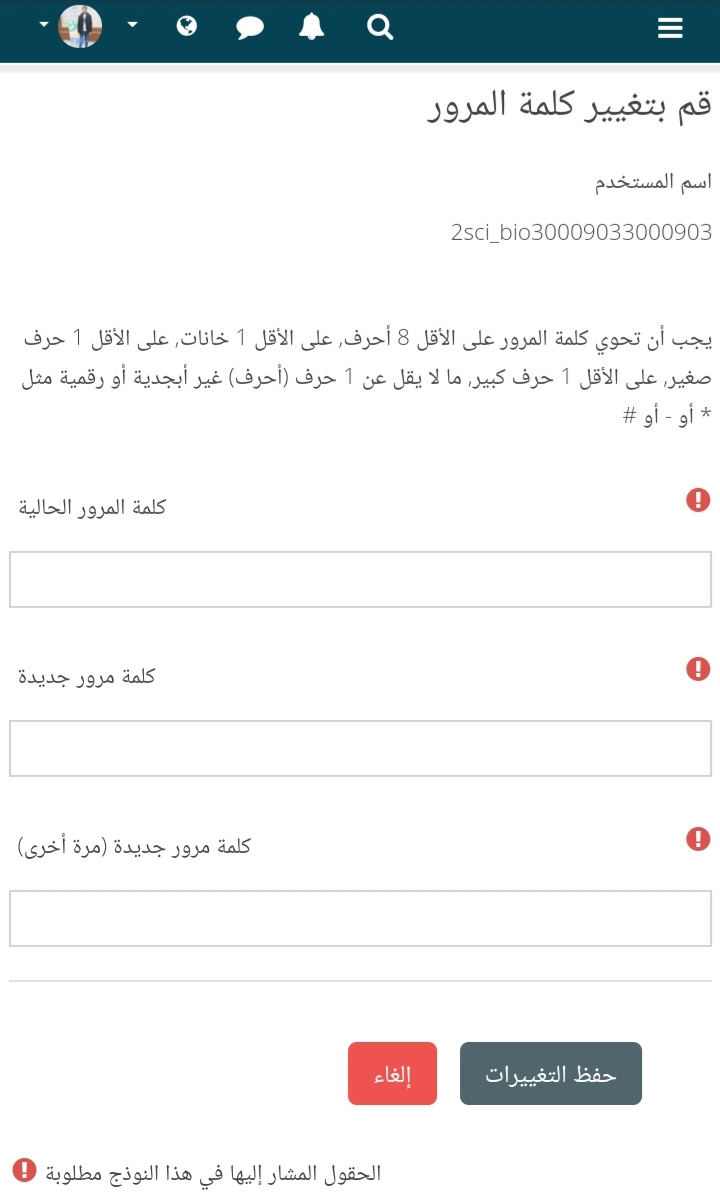 قم بتغيير كلمة المرور
اسم المستخدم
2sci_bio30009033000903
يجب أن تحوي كلمة المرور على الأقل 8 أحرف, على الأقل 1 خانات, على الأقل 1 حرف
صغير, على الأقل 1 حرف كبير, ما لا يقل عن 1 حرف (أحرف) غير أبجدية أو رقمية مثل
* أو - أو #
كلمة المرور الحالية
كلمة مرور جديدة
كلمة مرور جديدة (مرة أخرى)
حفظ التغييرات
إلغاء
الحقول المشار إليها في هذا النوذج مطلوبة